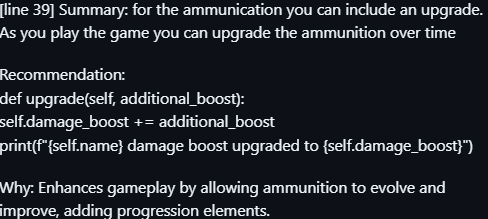 [line 39] Summary: for the ammunication you can include an upgrade.
As you play the game you can upgrade the ammunition over time
Recommendation:
def upgrade(self, additional_boost):
self.damage_boost += additional_boost
print(f"{self.name} damage boost upgraded to {self.damage_boost}")
Why: Enhances gameplay by allowing ammunition to evolve and
improve, adding progression elements.